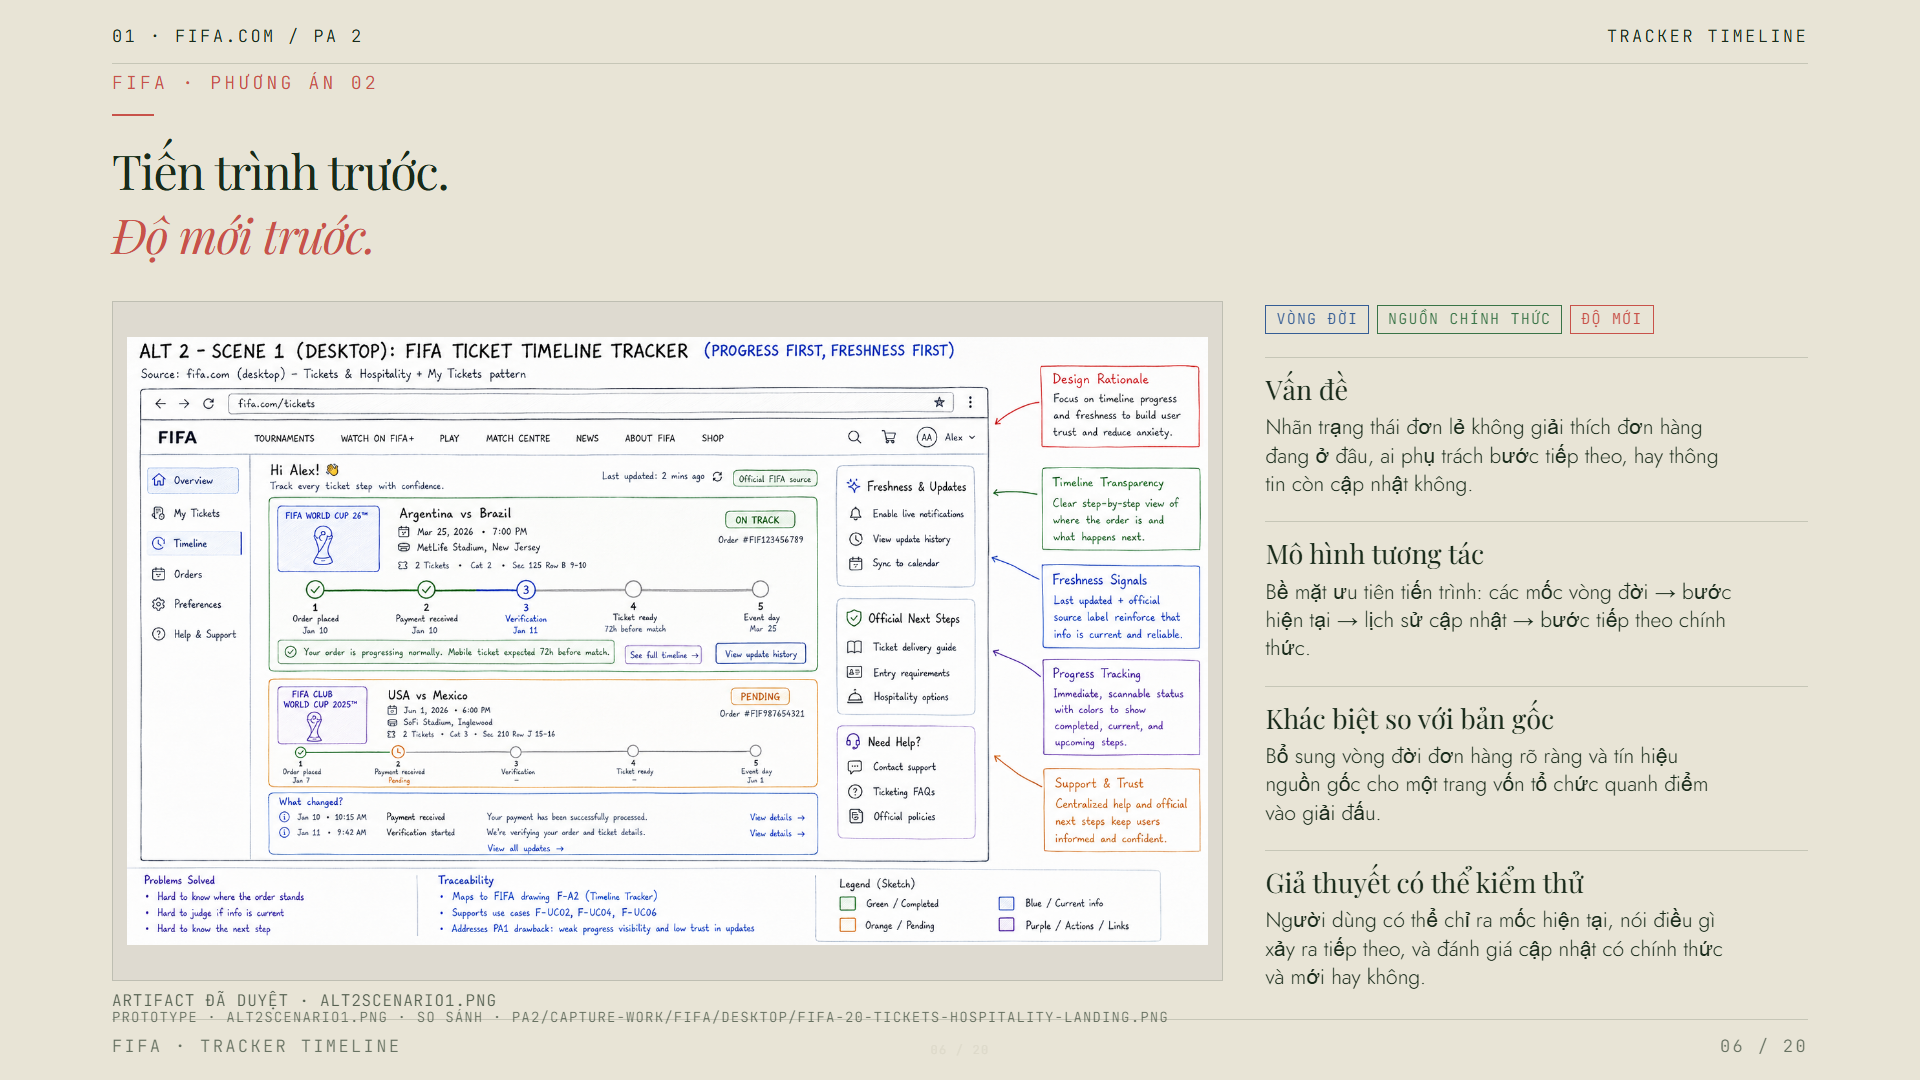 01 · FIFA.COM / PA 2
TRACKER TIMELINE
FIFA · PHƯƠNG ÁN 02
Tiến trình trước.
Độ mới trước.
ALT 2 - SCENE 1 (DESKTOP): FIFA TICKET TIMELINE TRACKER (PROGRESS FIRST, FRESHNESS FIRST)
Source: fifa.com (desktop) - Tickets & Hospitality + My Tickets pattern
fifa.com/tickets
FIFA TOURNAMENTS WATCH ON FIFA+ PLAY MATCH CENTRE NEWS ABOUT FIFA SHOP AA Alex
Overview
My Tickets
Timeline
Orders
Preferences
Help & Support
Hi Alex! 👋
Track every ticket step with confidence.
Last updated: 2 mins ago
Official FIFA source
FIFA WORLD CUP 26™
Argentina vs Brazil
Mar 25, 2026 • 7:00 PM
MetLife Stadium, New Jersey
2 Tickets • Cat 2 • Sec 125 Row B 9-10
ON TRACK
Order #FIF123456789
3
1 2 3 4 5
Order placed Payment received Verification Ticket ready Event day
Jan 10 Jan 10 Jan 11 72h before match Mar 25
Your order is progressing normally. Mobile ticket expected 72h before match.
See full timeline →
View update history
FIFA CLUB
WORLD CUP 2025™
USA vs Mexico
Jun 1, 2026 • 6:00 PM
SoFi Stadium, Inglewood
2 Tickets • Cat 3 • Sec 210 Row J 15-16
PENDING
Order #FIF987654321
1 2 3 4 5
Order placed Payment received Verification Ticket ready Event day
Jan 7 Pending – – Jun 1
What changed?
Jan 10 • 10:15 AM Payment received Your payment has been successfully processed. View details →
Jan 11 • 9:42 AM Verification started We're verifying your order and ticket details. View details →
View all updates →
Freshness & Updates
Enable live notifications
View update history
Sync to calendar
Official Next Steps
Ticket delivery guide
Entry requirements
Hospitality options
Need Help?
Contact support
Ticketing FAQs
Official policies
Design Rationale
Focus on timeline progress
and freshness to build user
trust and reduce anxiety.
Timeline Transparency
Clear step-by-step view of
where the order is and
what happens next.
Freshness Signals
Last updated + official
source label reinforce that
info is current and reliable.
Progress Tracking
Immediate, scannable status
with colors to show
completed, current, and
upcoming steps.
Support & Trust
Centralized help and official
next steps keep users
informed and confident.
Problems Solved
• Hard to know where the order stands
• Hard to judge if info is current
• Hard to know the next step
Traceability
• Maps to FIFA drawing F-A2 (Timeline Tracker)
• Supports use cases F-UC02, F-UC04, F-UC06
• Addresses PA1 drawback: weak progress visibility and low trust in updates
Legend (Sketch)
Green / Completed
Blue / Current info
Orange / Pending
Purple / Actions / Links
VÒNG ĐỜI
NGUỒN CHÍNH THỨC
ĐỘ MỚI
Vấn đề
Nhãn trạng thái đơn lẻ không giải thích đơn hàng
đang ở đâu, ai phụ trách bước tiếp theo, hay thông
tin còn cập nhật không.
Mô hình tương tác
Bề mặt ưu tiên tiến trình: các mốc vòng đời → bước
hiện tại → lịch sử cập nhật → bước tiếp theo chính
thức.
Khác biệt so với bản gốc
Bổ sung vòng đời đơn hàng rõ ràng và tín hiệu
nguồn gốc cho một trang vốn tổ chức quanh điểm
vào giải đấu.
Giả thuyết có thể kiểm thử
Người dùng có thể chỉ ra mốc hiện tại, nói điều gì
xảy ra tiếp theo, và đánh giá cập nhật có chính thức
và mới hay không.
ARTIFACT ĐÃ DUYỆT · ALT2SCENARIO1.PNG
PROTOTYPE · ALT2SCENARIO1.PNG · SO SÁNH · PA2/CAPTURE-WORK/FIFA/DESKTOP/FIFA-20-TICKETS-HOSPITALITY-LANDING.PNG
FIFA · TRACKER TIMELINE
06 / 20
06 / 20